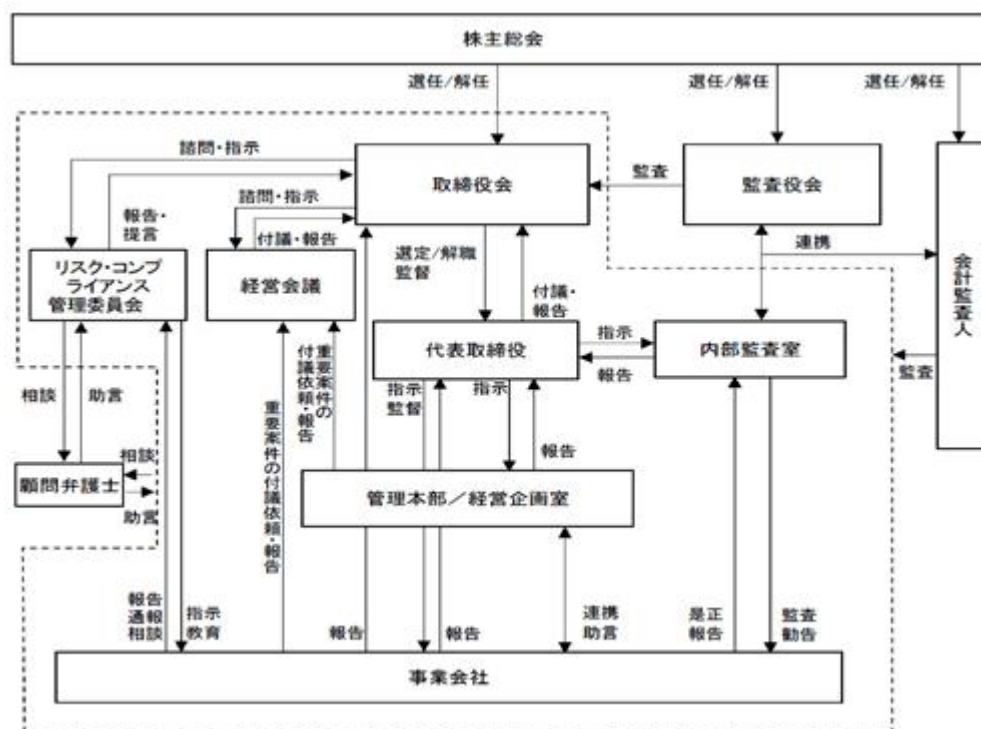 株主総会
選任/解任
選任/解任
選任/解任
諮問・指示
取締役会
監査
監査役会
諮問・指示
報告・
提言
付議・報告
選定/解職
監督
連携
リスク・コンプ
ライアンス
管理委員会
経営会議
付議・
報告
会計監査人
代表取締役
指示
報告
内部監査室
監査
相談
助言
重要案件の
付議依頼・報告
指示
監督
指示
報告
重要案件の付議依頼・報告
顧問弁護士
相談
助言
管理本部/経営企画室
報告
通報
相談
指示
教育
報告
報告
連携
助言
是正
報告
監査
勧告
事業会社